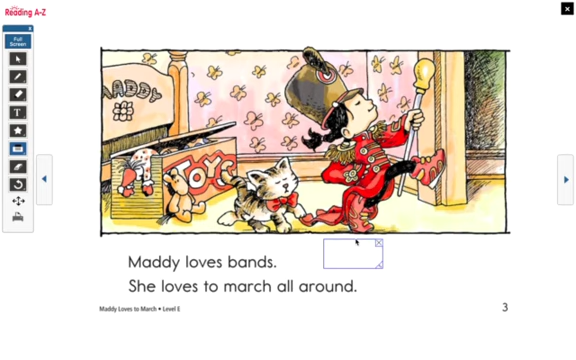 Reading A-Z
Full
Screen
T
MADDY
TOYS
Maddy loves bands.
She loves to march all around.
Maddy Loves to March • Level E
3